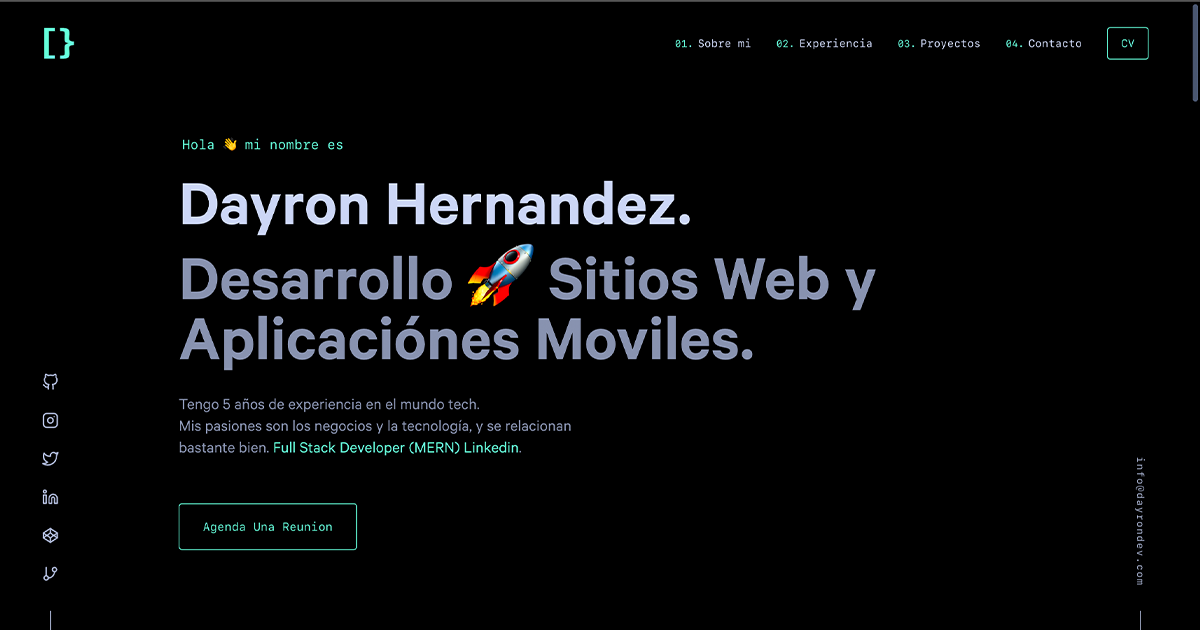 [}
01. Sobre mi 02. Experiencia 03. Proyectos 04. Contacto CV
Hola 👋 mi nombre es
Dayron Hernandez.
Desarrollo 🚀 Sitios Web y
Aplicaciónes Moviles.
Tengo 5 años de experiencia en el mundo tech.
Mis pasiones son los negocios y la tecnología, y se relacionan
bastante bien. Full Stack Developer (MERN) Linkedin.
Agenda Una Reunion
info@dayrondev.com